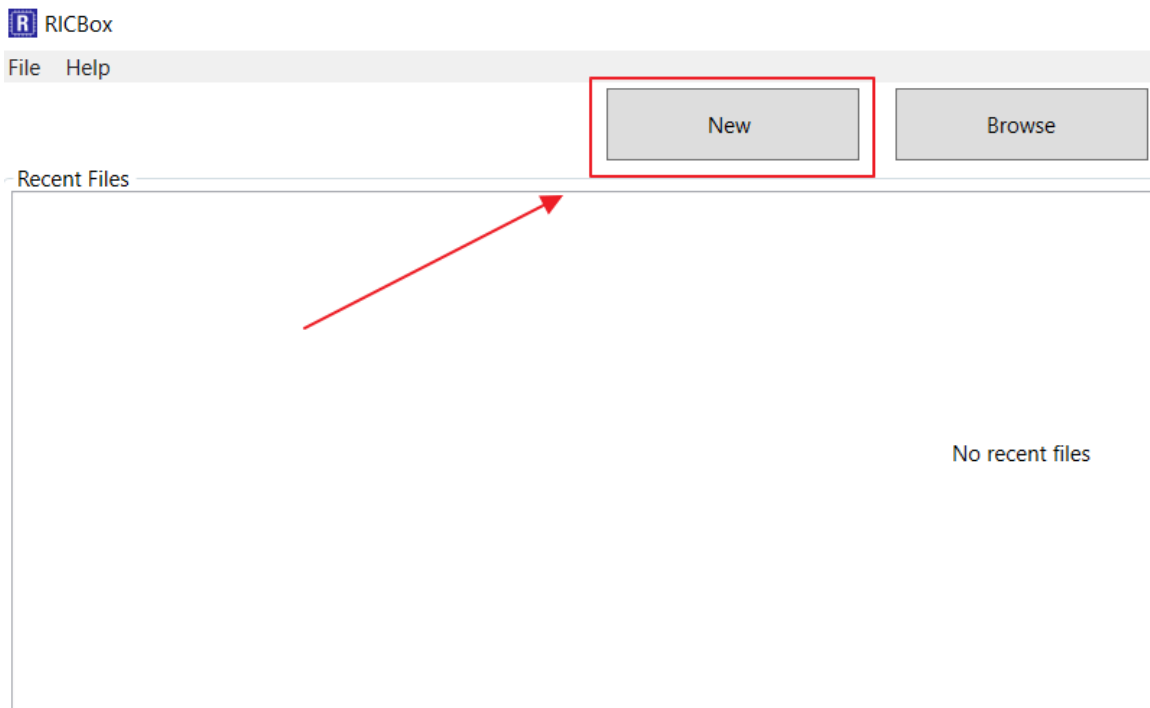 R RICBox
File Help
New Browse
Recent Files
No recent files